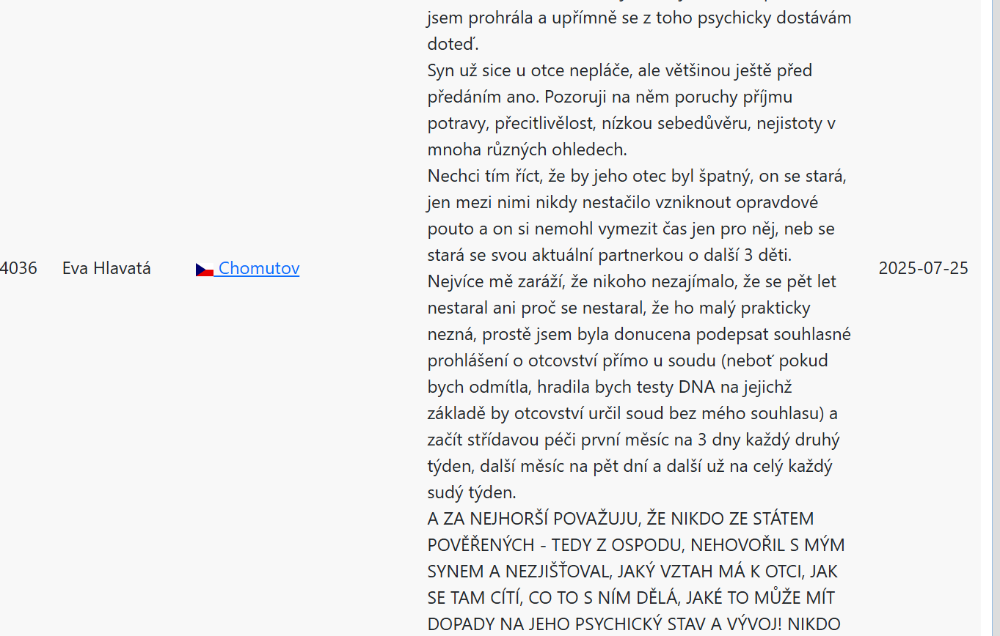 jsem prohrála a upřímně se z toho psychicky dostávám
doteď.
Syn už sice u otce nepláče, ale většinou ještě před
předáním ano. Pozoruji na něm poruchy příjmu
potravy, přecitlivělost, nízkou sebedůvěru, nejistoty v
mnoha různých ohledech.
Nechci tím říct, že by jeho otec byl špatný, on se stará,
jen mezi nimi nikdy nestačilo vzniknout opravdové
pouto a on si nemohl vymezit čas jen pro něj, neb se
stará se svou aktuální partnerkou o další 3 děti.
4036 Eva Hlavatá Chomutov 2025-07-25
Nejvíce mě zaráží, že nikoho nezajímalo, že se pět let
nestaral ani proč se nestaral, že ho malý prakticky
nezná, prostě jsem byla donucena podepsat souhlasné
prohlášení o otcovství přímo u soudu (neboť pokud
bych odmítla, hradila bych testy DNA na jejichž
základě by otcovství určil soud bez mého souhlasu) a
začít střídavou péči první měsíc na 3 dny každý druhý
týden, další měsíc na pět dní a další už na celý každý
sudý týden.
A ZA NEJHORŠÍ POVAŽUJU, ŽE NIKDO ZE STÁTEM
POVĚŘENÝCH - TEDY Z OSPODU, NEHOVOŘIL S MÝM
SYNEM A NEZJIŠŤOVAL, JAKÝ VZTAH MÁ K OTCI, JAK
SE TAM CÍTÍ, CO TO S NÍM DĚLÁ, JAKÉ TO MŮŽE MÍT
DOPADY NA JEHO PSYCHICKÝ STAV A VÝVOJ! NIKDO